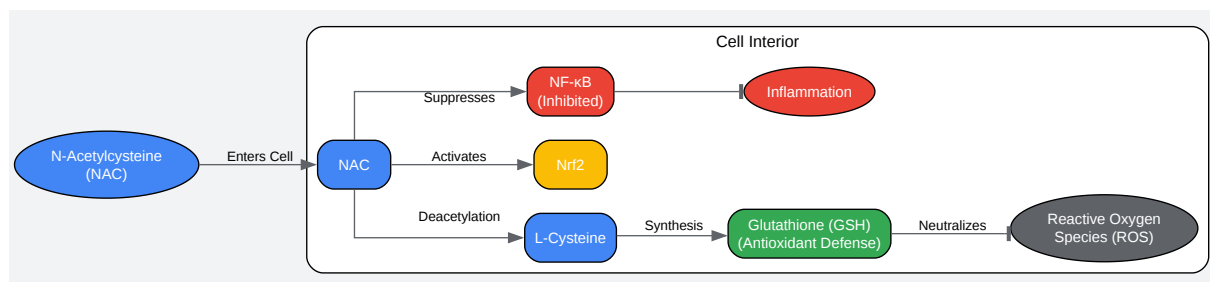 Cell Interior
NF-κB
(Inhibited)
Suppresses
Inflammation
N-Acetylcysteine
(NAC)
Enters Cell
NAC
Activates
Nrf2
Deacetylation
L-Cysteine
Synthesis
Glutathione (GSH)
(Antioxidant Defense)
Neutralizes
Reactive Oxygen
Species (ROS)